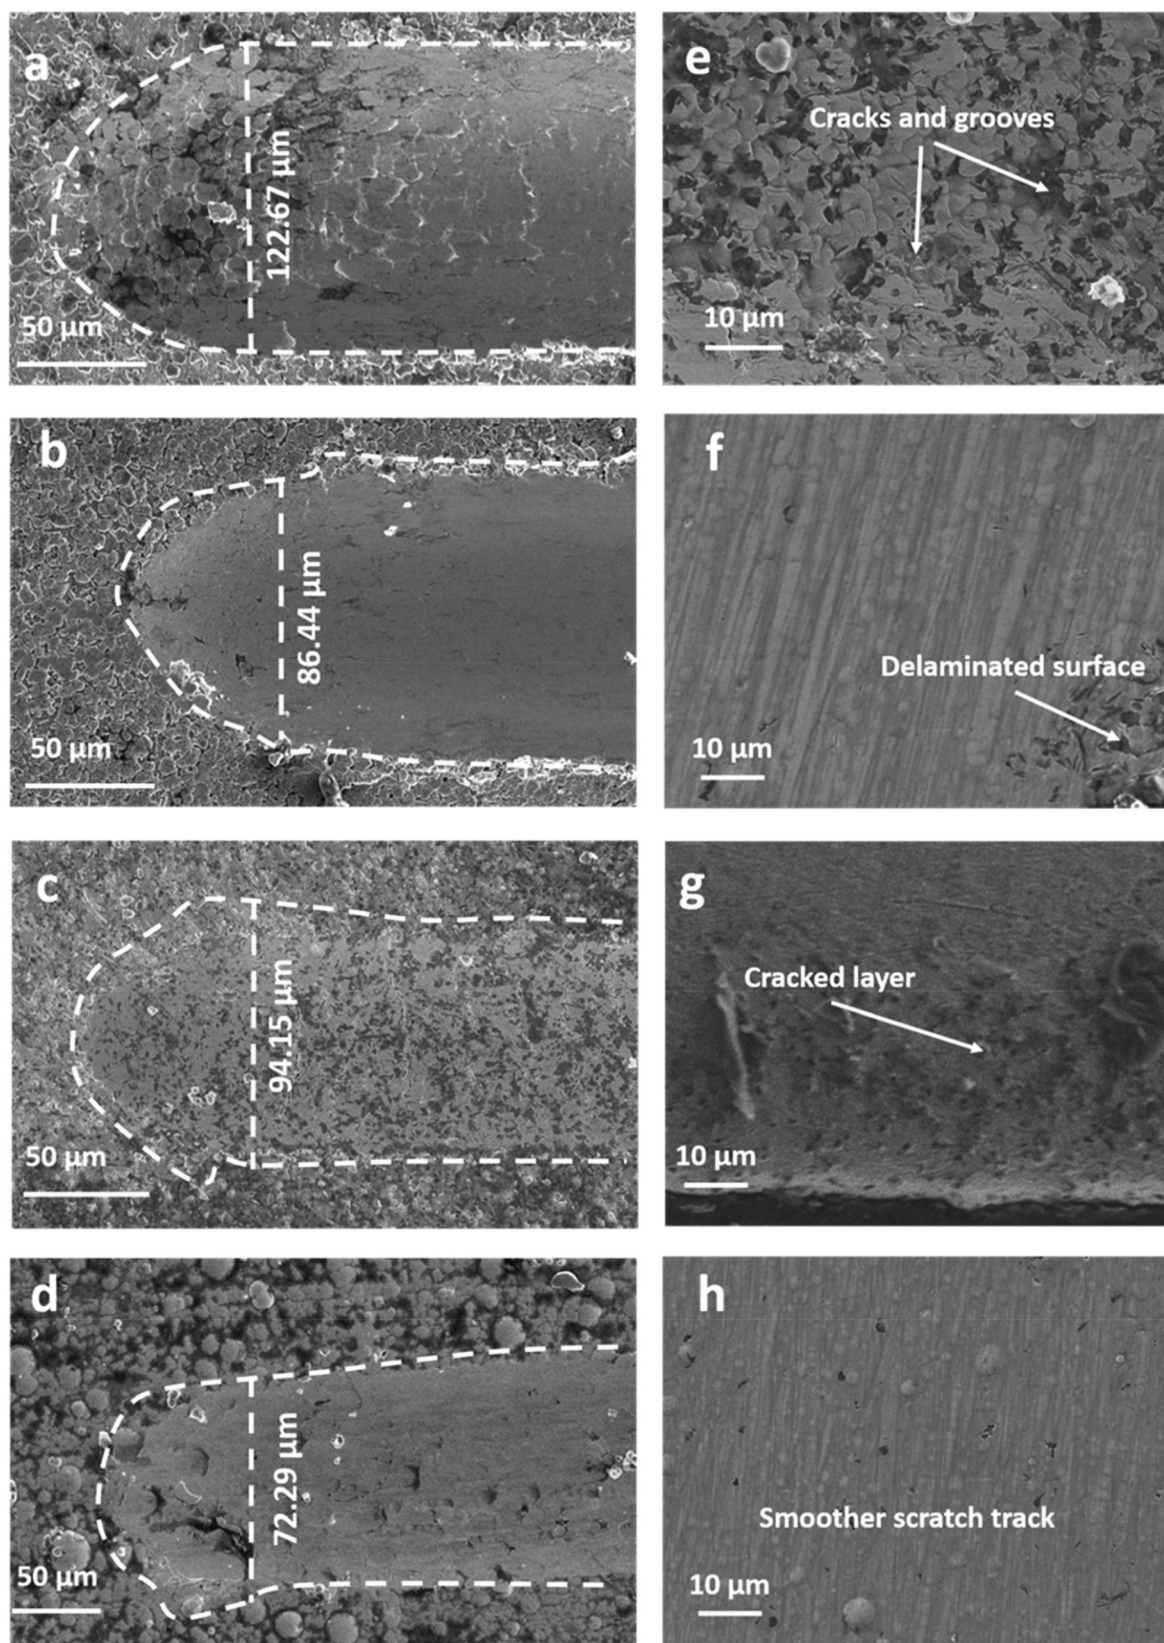 a
122.67 µm
50 µm
e
Cracks and grooves
10 µm
b
86.44 µm
50 µm
f
Delaminated surface
10 µm
c
94.15 µm
50 µm
g
Cracked layer
10 µm
d
72.29 µm
50 µm
h
Smoother scratch track
10 µm